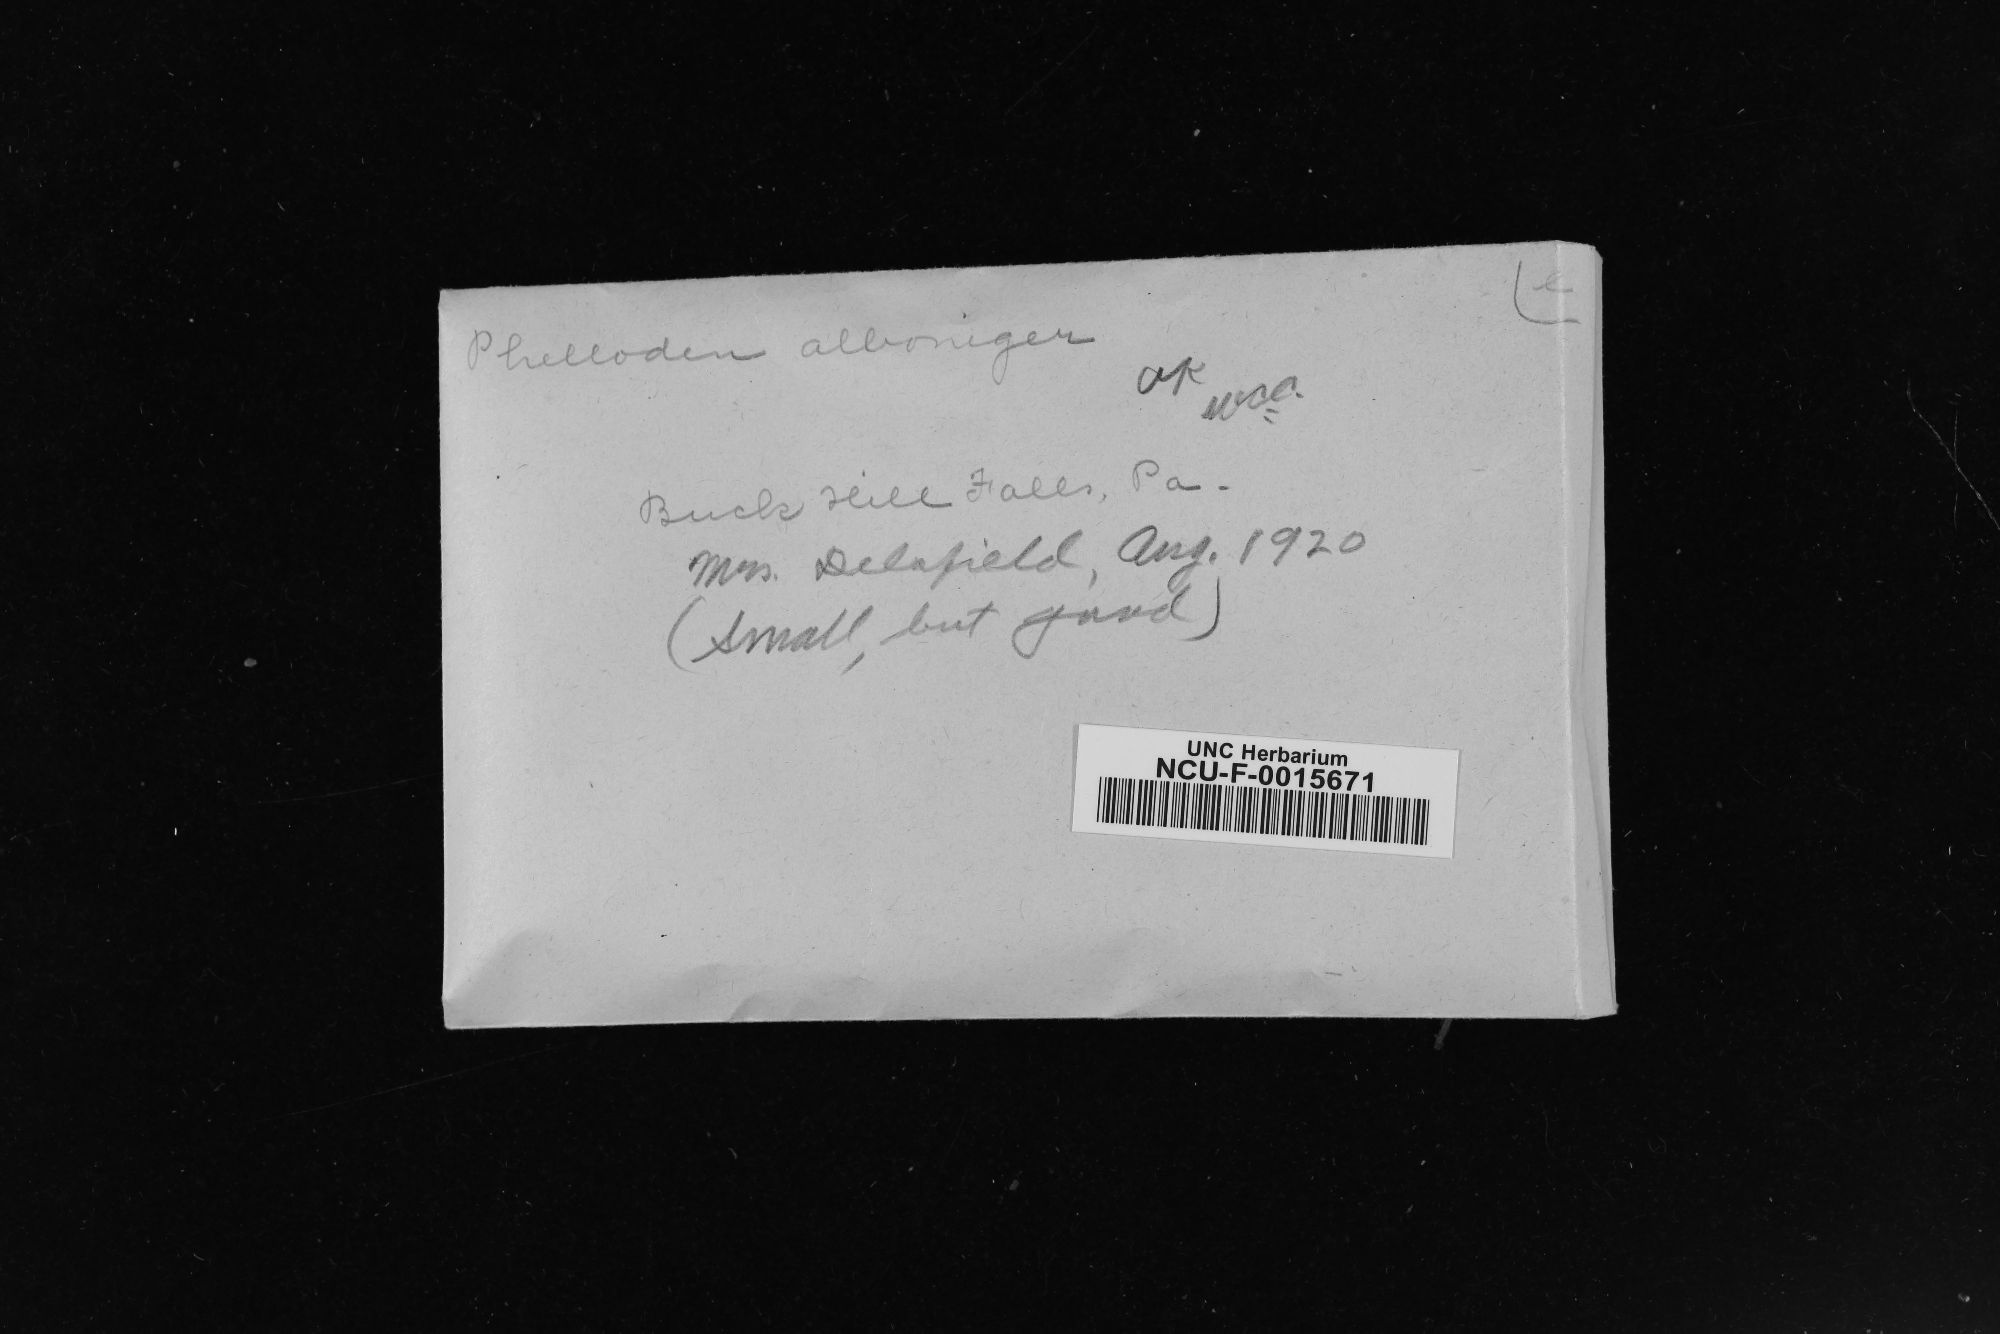 e
Phellodon alboniger
OK
WCC.
Buck Hill Falls, Pa.
Mrs. Delafield, Aug. 1920
(Small, but good)
UNC Herbarium
NCU-F-0015671